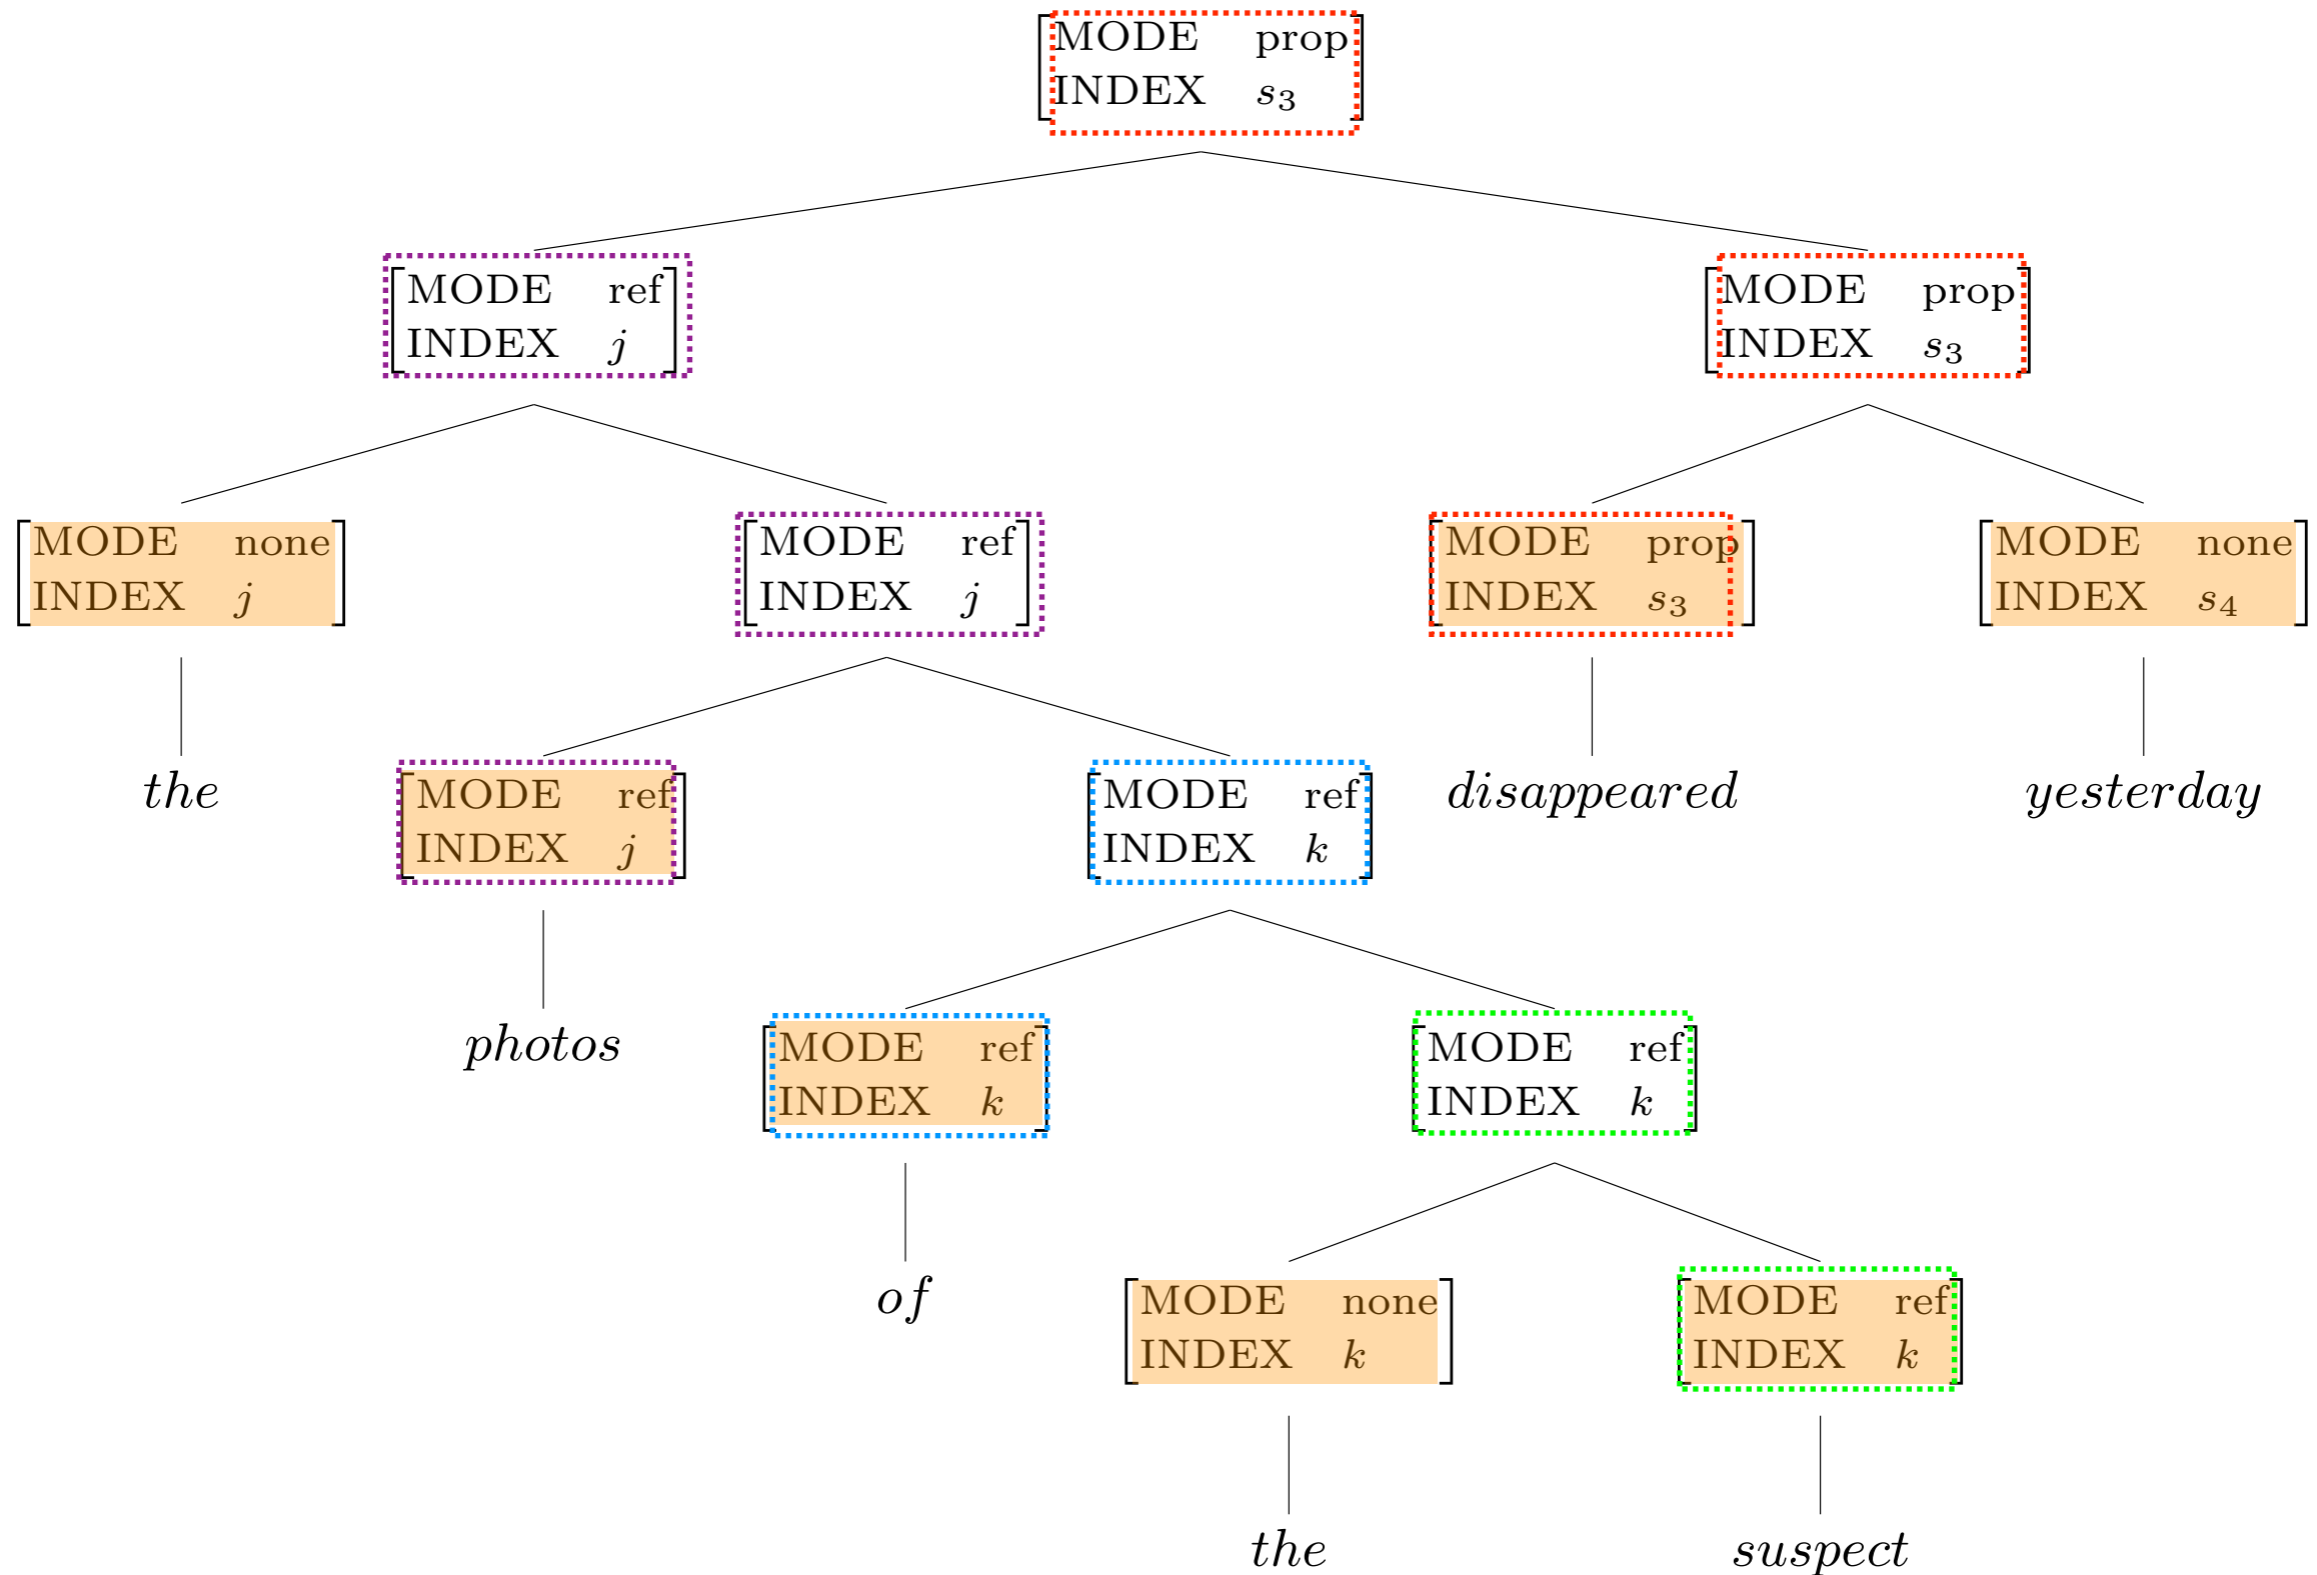 MODE prop
INDEX s₃
MODE ref
INDEX j
MODE prop
INDEX s₃
MODE none
INDEX j
MODE ref
INDEX j
MODE prop
INDEX s₃
MODE none
INDEX s₄
the
MODE ref
INDEX j
MODE ref
INDEX k
disappeared
yesterday
photos
MODE ref
INDEX k
MODE ref
INDEX k
of
MODE none
INDEX k
MODE ref
INDEX k
the
suspect